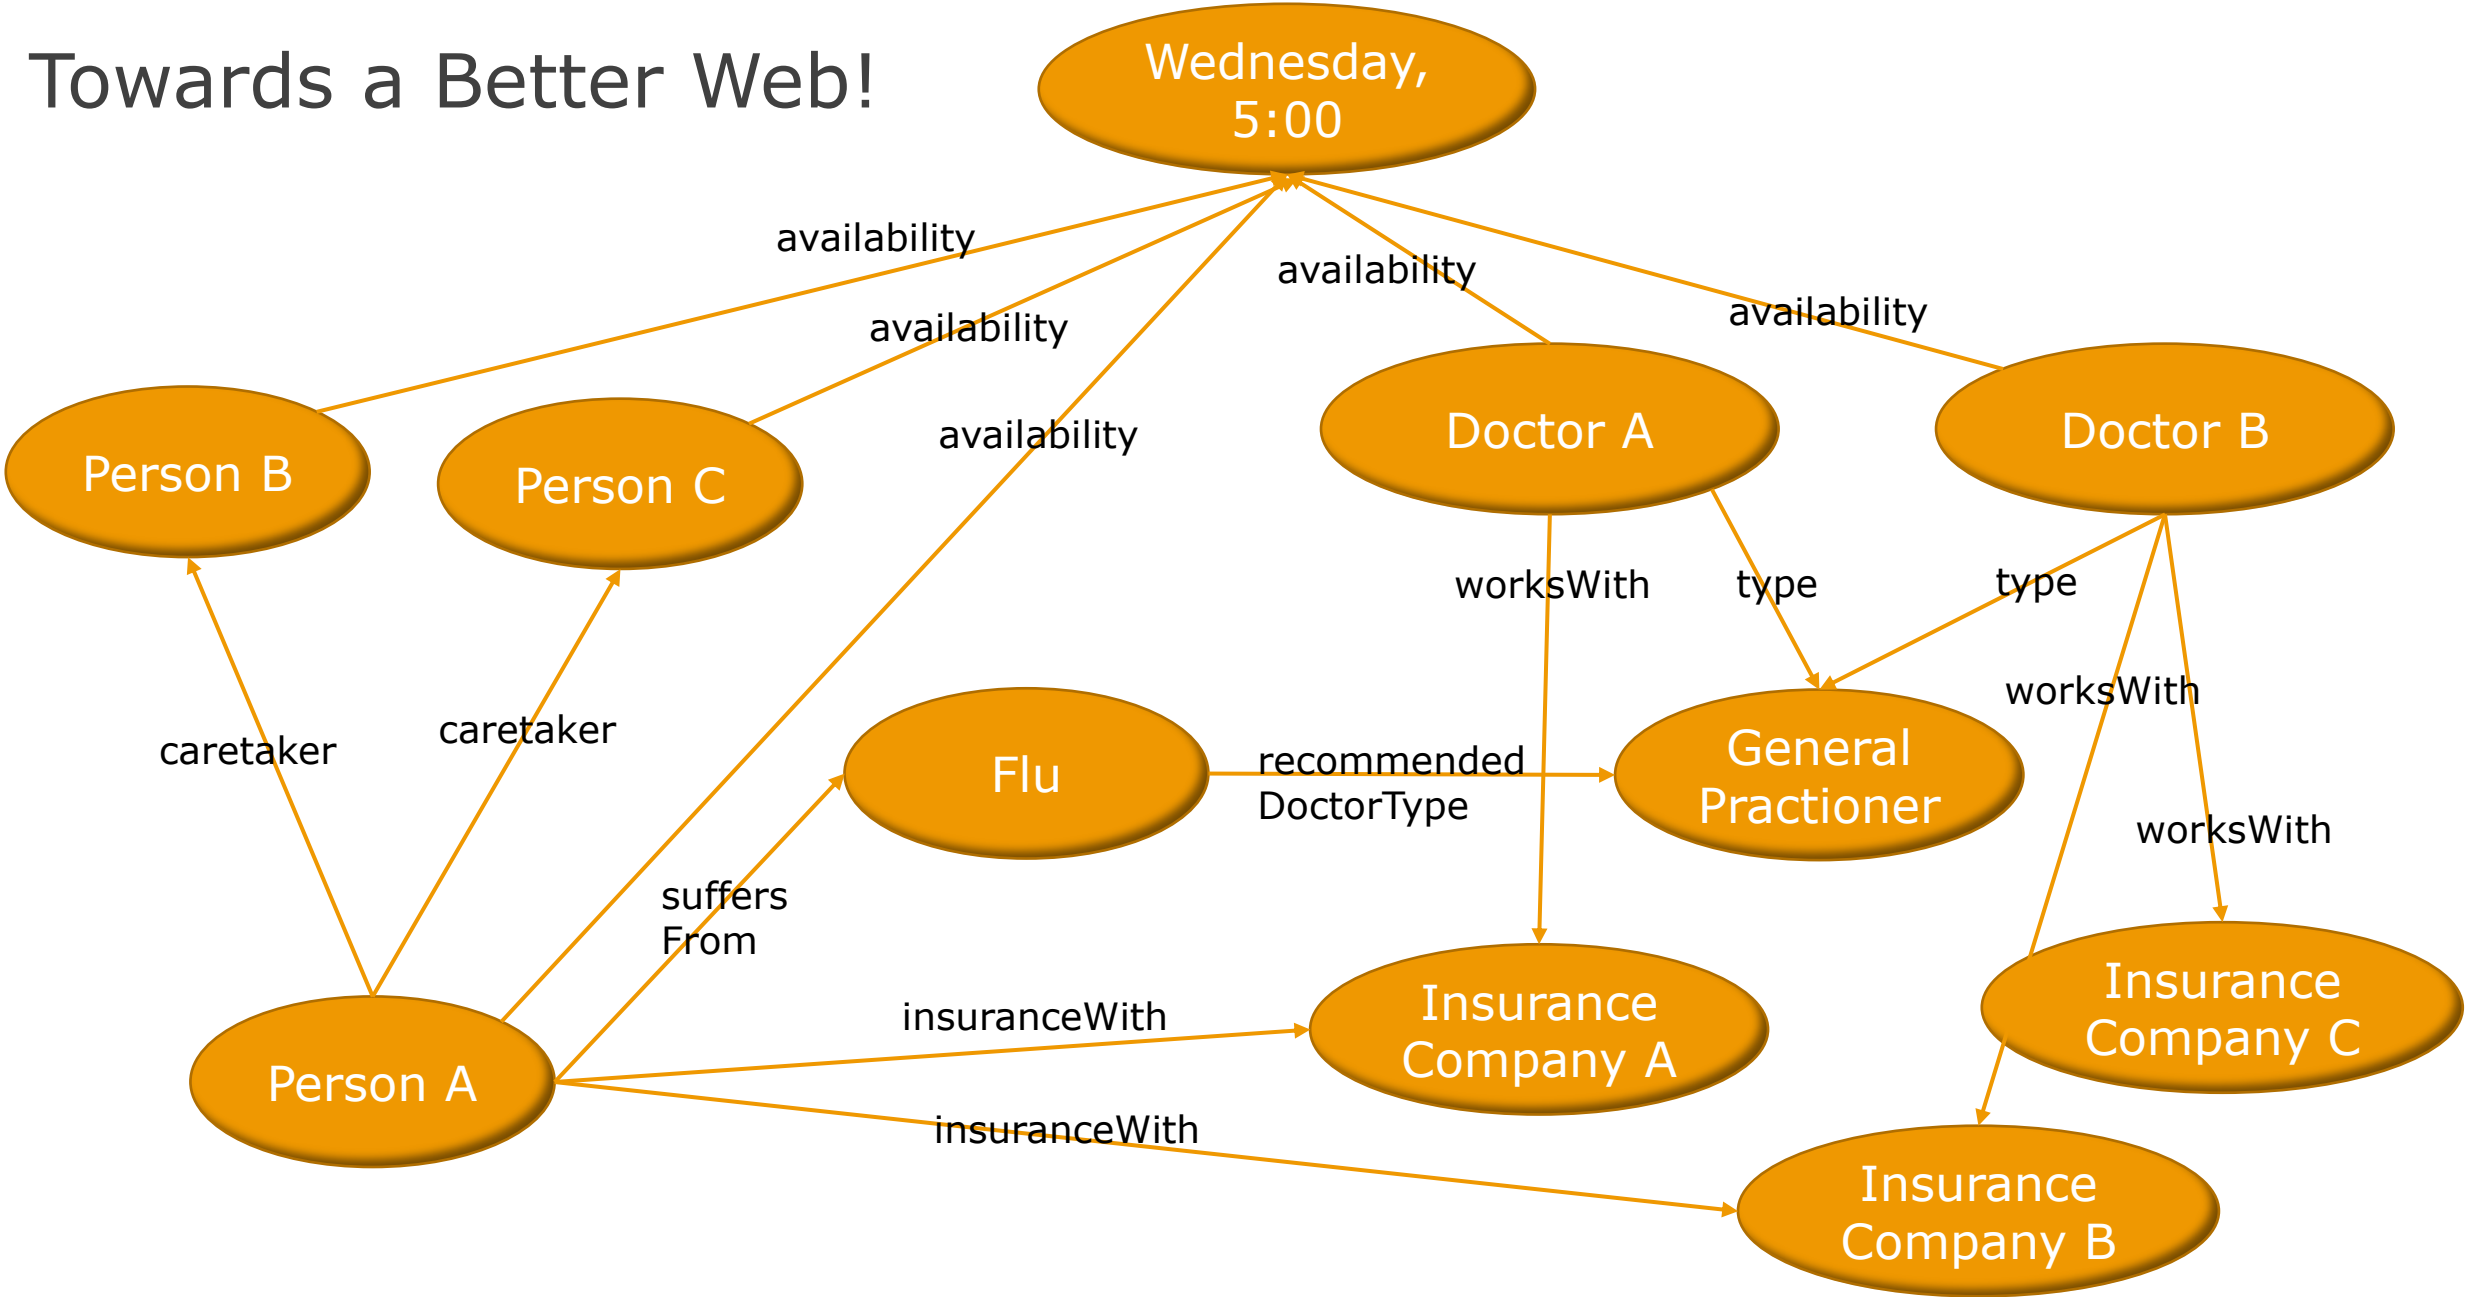 Towards a Better Web!
Wednesday,
5:00
availability
availability
availability
availability
availability
Person B
Person C
Doctor A
Doctor B
worksWith
type
type
worksWith
caretaker
caretaker
Flu
recommended
DoctorType
General
Practioner
worksWith
suffers
From
Insurance
Company A
Insurance
Company C
insuranceWith
Person A
insuranceWith
Insurance
Company B